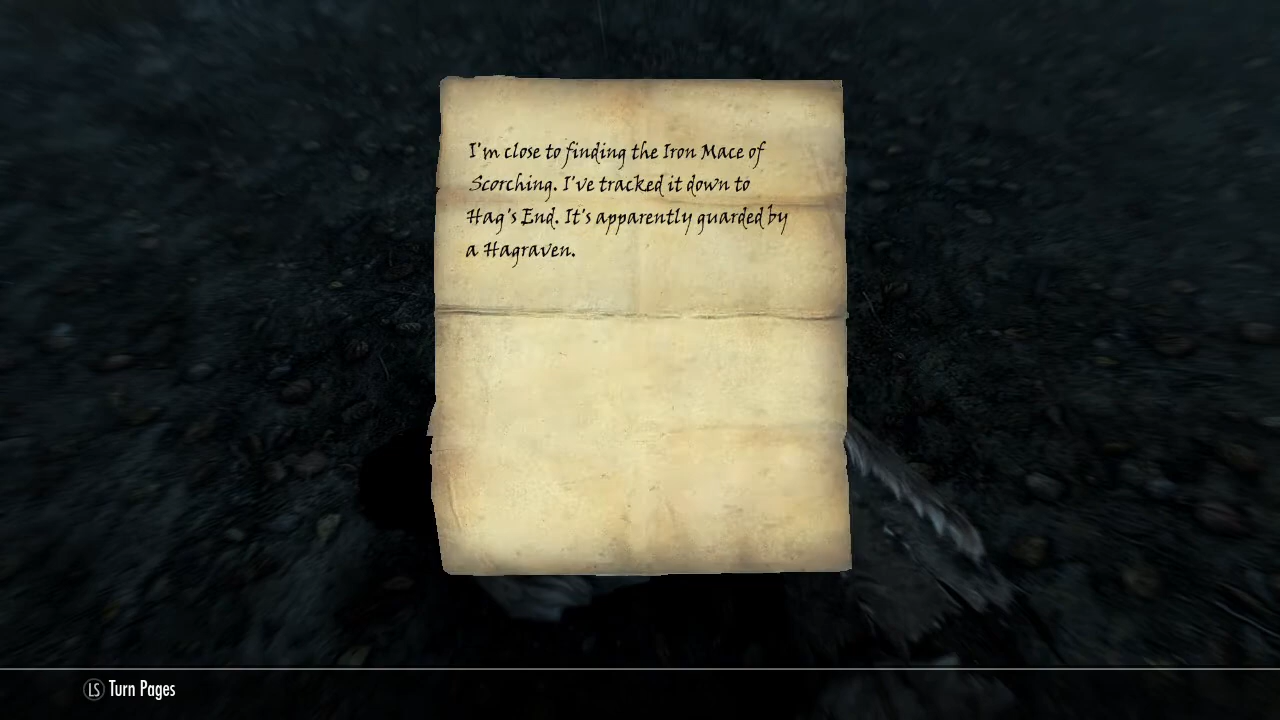 I'm close to finding the Iron Mace of
Scorching. I've tracked it down to
Hag's End. It's apparently guarded by
a Hagraven.
LS Turn Pages